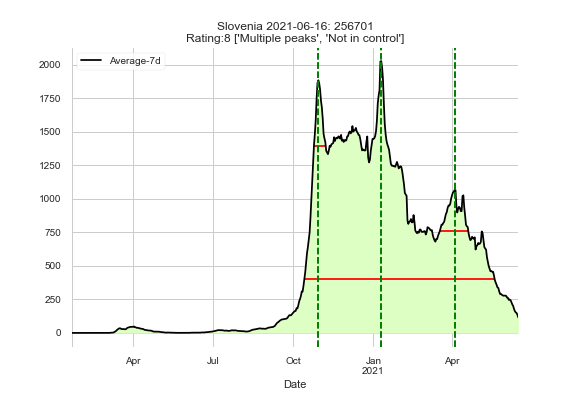 Slovenia 2021-06-16: 256701
Rating:8 ['Multiple peaks', 'Not in control']
Average-7d
2000
1750
1500
1250
1000
750
500
250
0
Apr
Jul
Oct
Jan
2021
Apr
Date